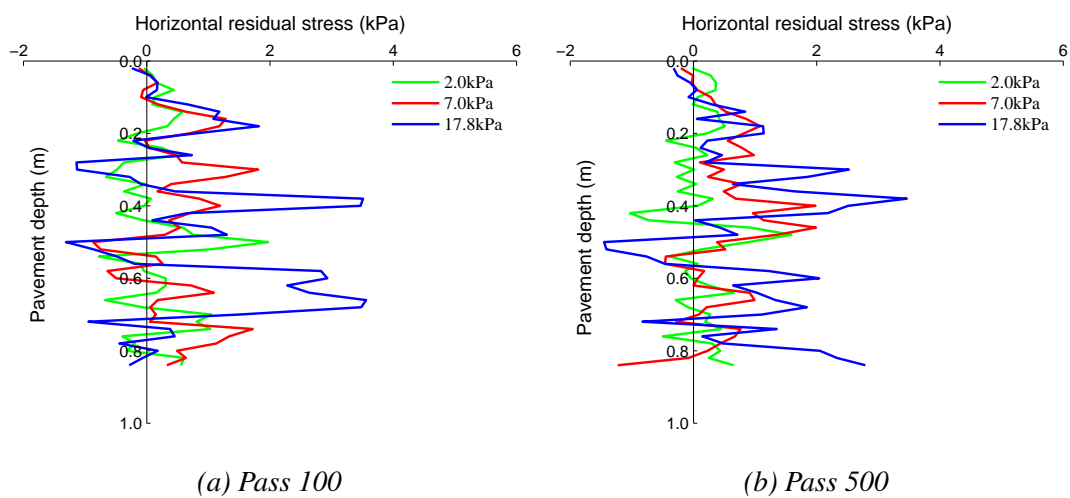 Horizontal residual stress (kPa)
−2 0 2 4 6
0.0
0.2
0.4
0.6
0.8
1.0
Pavement depth (m)
2.0kPa
7.0kPa
17.8kPa
(a) Pass 100
Horizontal residual stress (kPa)
−2 0 2 4 6
0.0
0.2
0.4
0.6
0.8
1.0
Pavement depth (m)
2.0kPa
7.0kPa
17.8kPa
(b) Pass 500